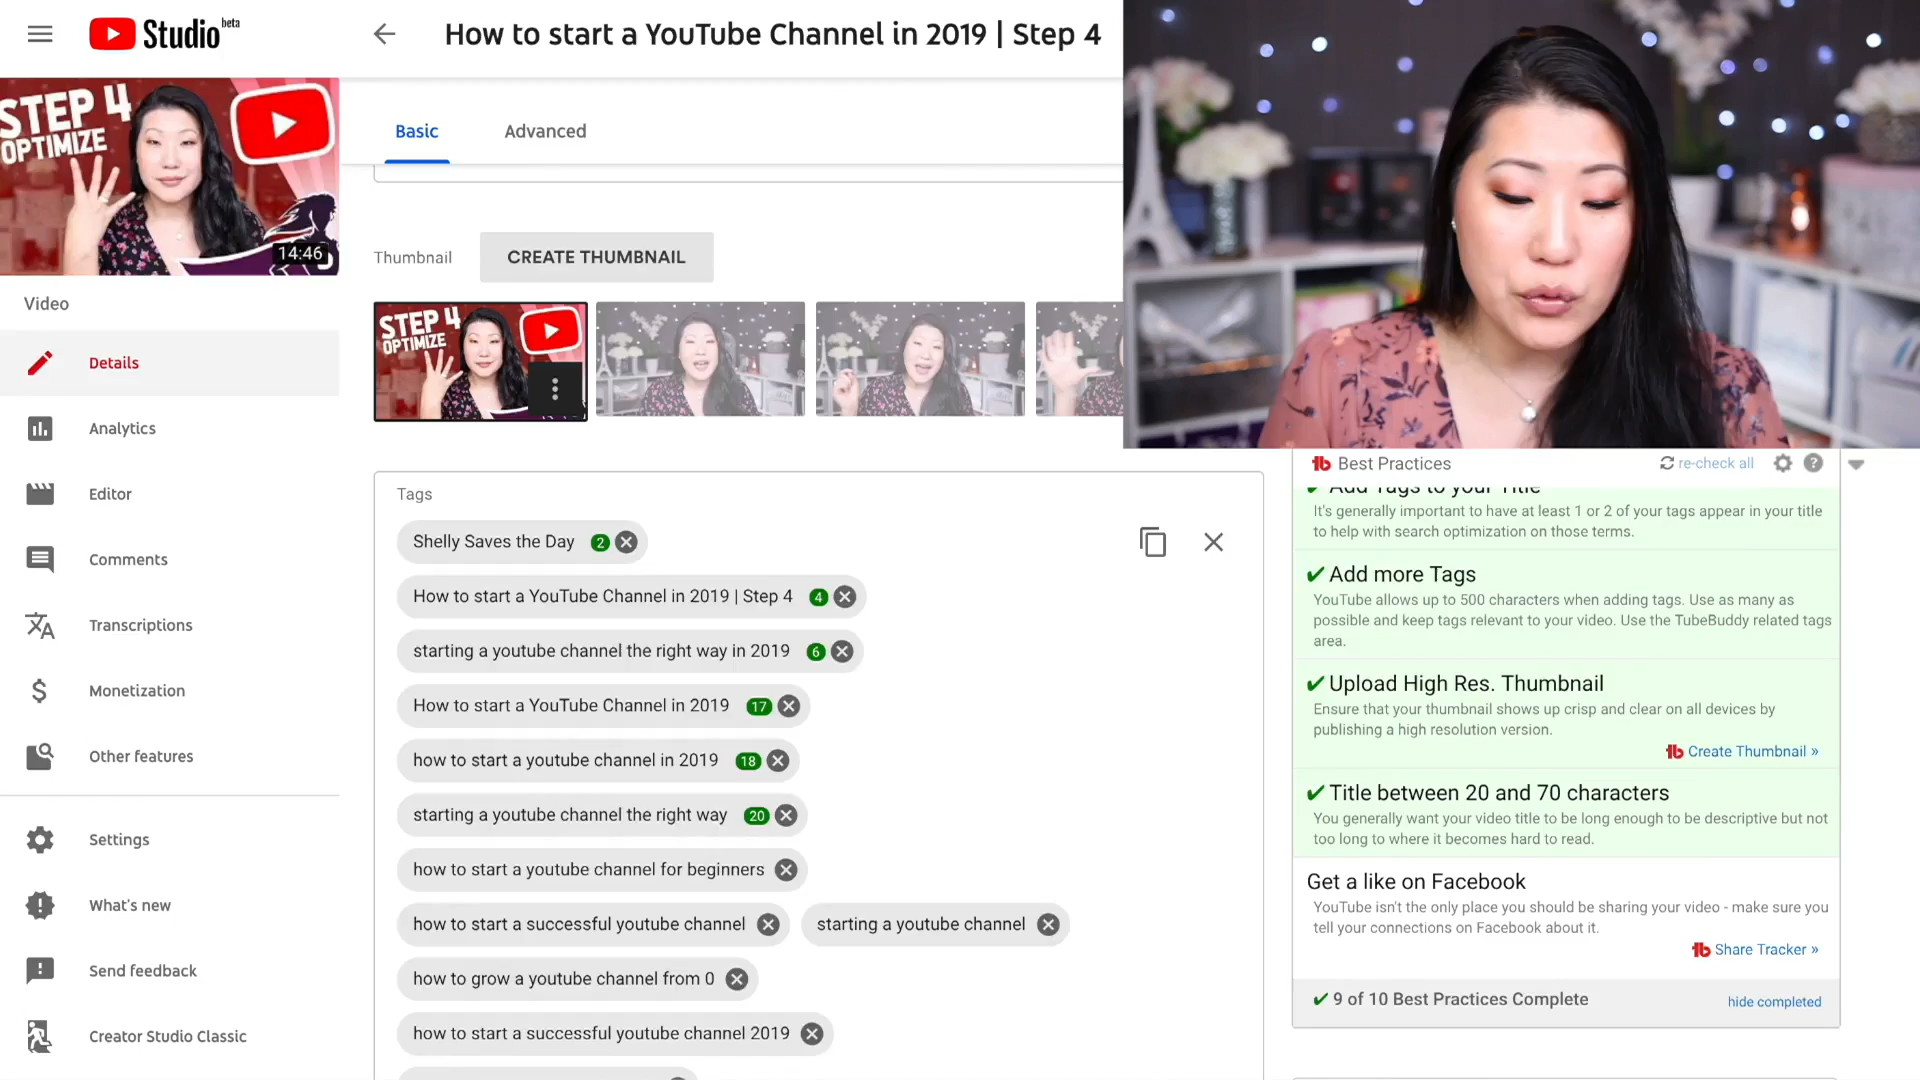 Studio beta
How to start a YouTube Channel in 2019 | Step 4
STEP 4
OPTIMIZE
14:46
Basic
Advanced
Thumbnail
CREATE THUMBNAIL
STEP 4
OPTIMIZE
Video
Details
Analytics
Editor
Comments
Transcriptions
Monetization
Other features
Settings
What's new
Send feedback
Creator Studio Classic
Tags
Shelly Saves the Day 2
How to start a YouTube Channel in 2019 | Step 4 4
starting a youtube channel the right way in 2019 6
How to start a YouTube Channel in 2019 17
how to start a youtube channel in 2019 18
starting a youtube channel the right way 20
how to start a youtube channel for beginners
how to start a successful youtube channel
starting a youtube channel
how to grow a youtube channel from 0
how to start a successful youtube channel 2019
tb Best Practices
re-check all
?
Add Tags to your Title
It's generally important to have at least 1 or 2 of your tags appear in your title
to help with search optimization on those terms.
Add more Tags
YouTube allows up to 500 characters when adding tags. Use as many as
possible and keep tags relevant to your video. Use the TubeBuddy related tags
area.
Upload High Res. Thumbnail
Ensure that your thumbnail shows up crisp and clear on all devices by
publishing a high resolution version.
tb Create Thumbnail »
Title between 20 and 70 characters
You generally want your video title to be long enough to be descriptive but not
too long to where it becomes hard to read.
Get a like on Facebook
YouTube isn't the only place you should be sharing your video - make sure you
tell your connections on Facebook about it.
tb Share Tracker »
9 of 10 Best Practices Complete
hide completed